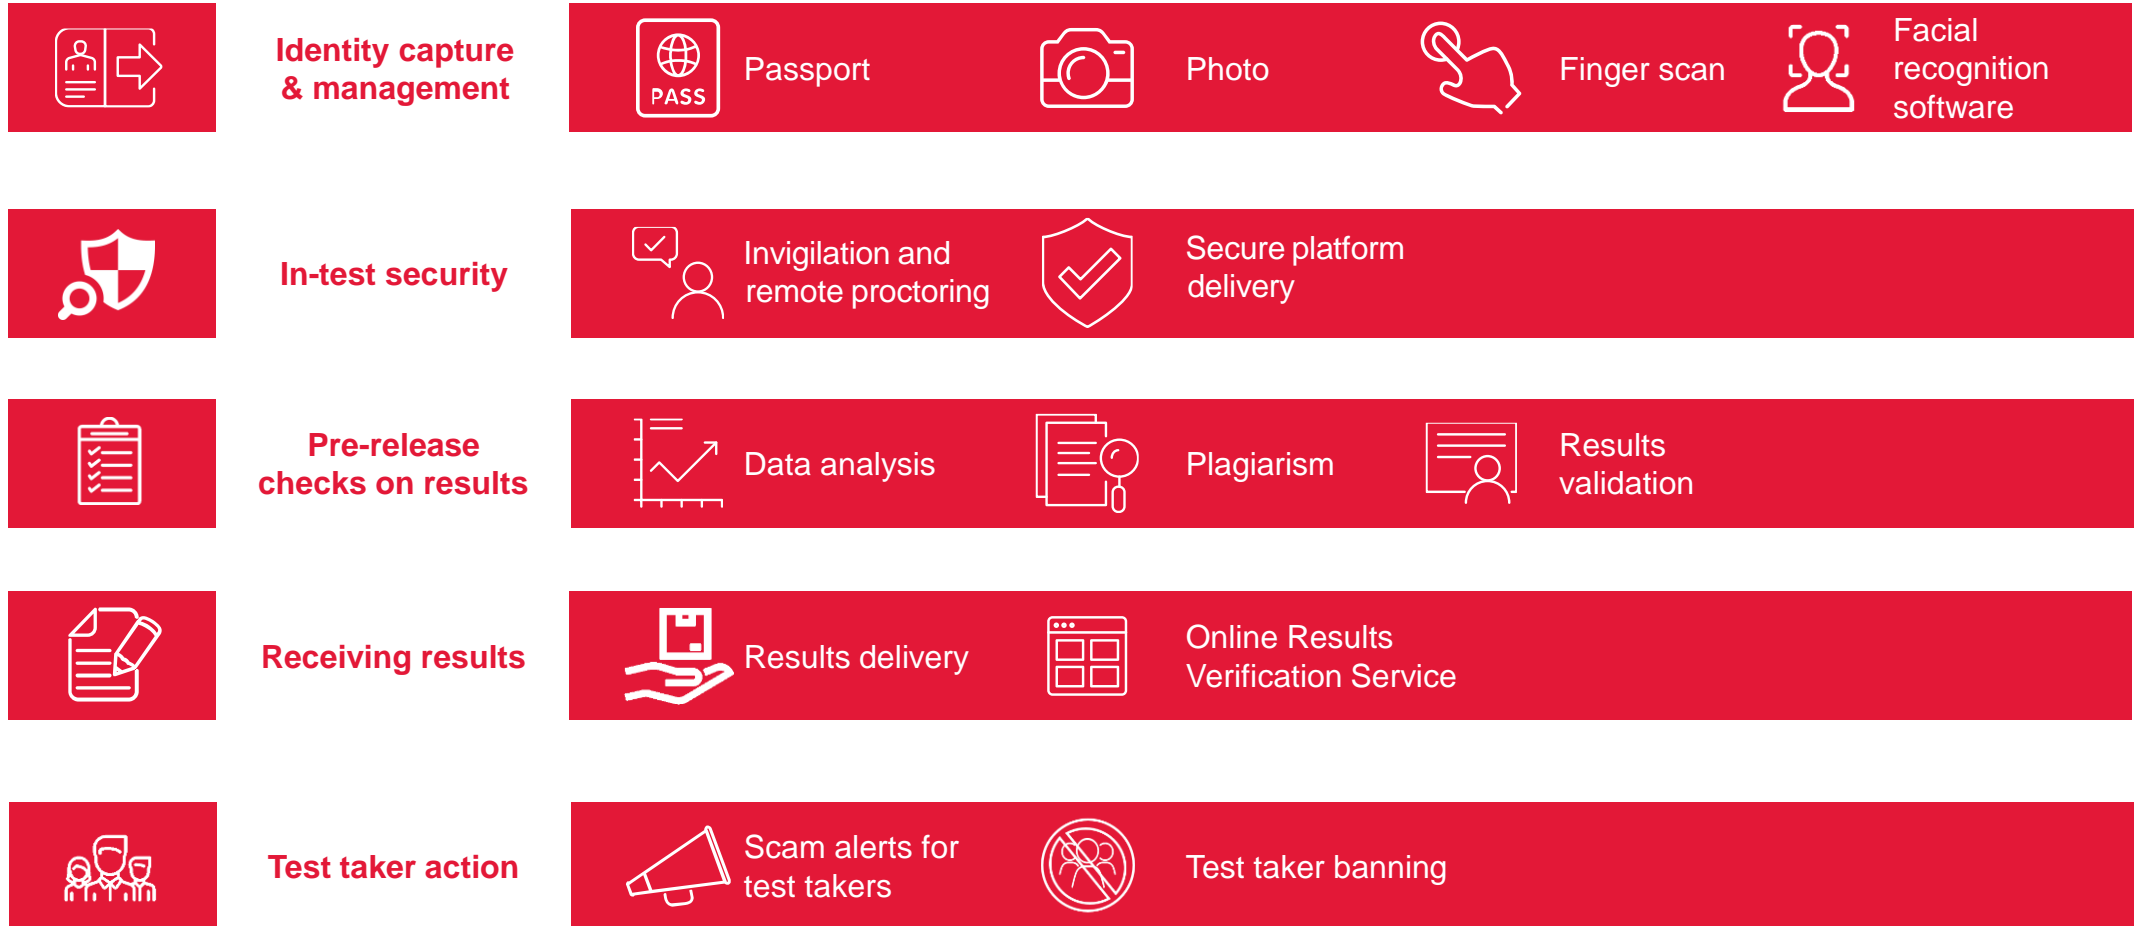 Identity capture
& management
PASS
Passport
Photo
Finger scan
Facial
recognition
software
In-test security
Invigilation and
remote proctoring
Secure platform
delivery
Pre-release
checks on results
Data analysis
Plagiarism
Results
validation
Receiving results
Results delivery
Online Results
Verification Service
Test taker action
Scam alerts for
test takers
Test taker banning